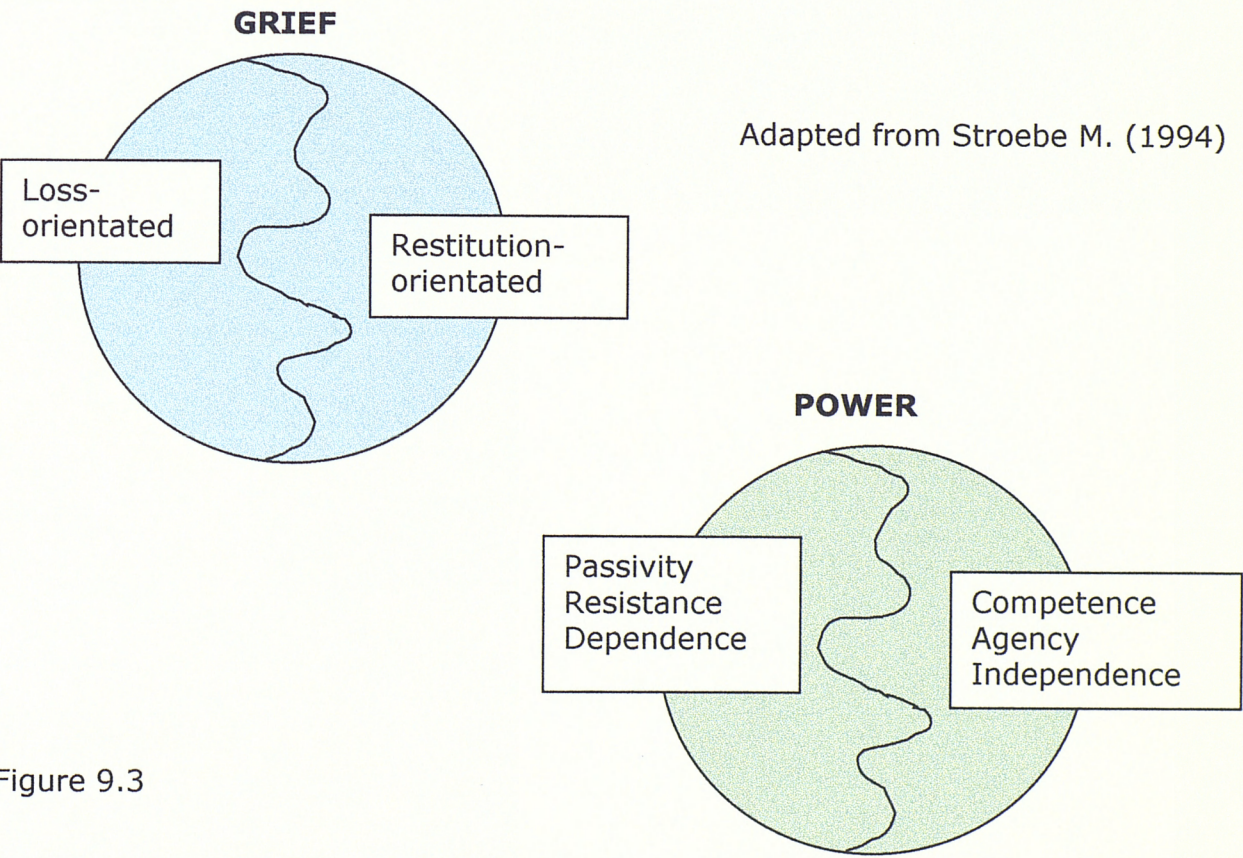 GRIEF
Adapted from Stroebe M. (1994)
Loss-
orientated
Restitution-
orientated
POWER
Passivity
Resistance
Dependence
Competence
Agency
Independence
Figure 9.3